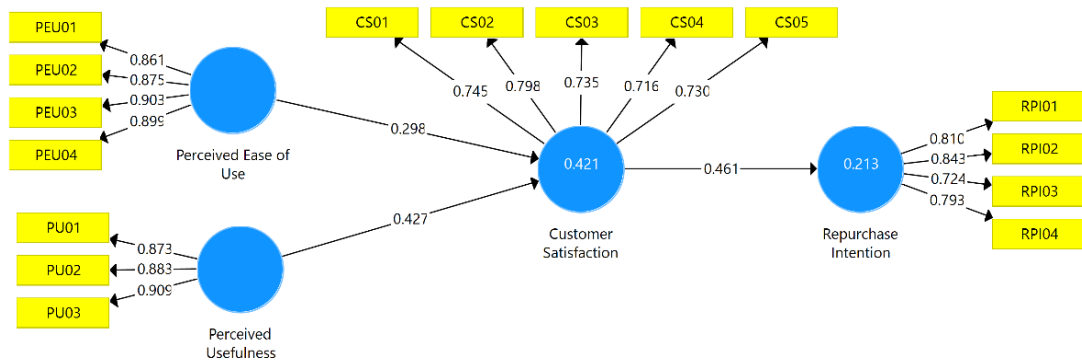 CS01
CS02
CS03
CS04
CS05
PEU01
PEU02
PEU03
PEU04
0.861
0.875
0.903
0.899
0.745
0.798
0.735
0.716
0.730
Perceived Ease of
Use
0.298
0.421
0.461
0.213
0.810
0.843
0.724
0.793
RPI01
RPI02
RPI03
RPI04
PU01
PU02
PU03
0.873
0.883
0.909
0.427
Customer
Satisfaction
Repurchase
Intention
Perceived
Usefulness